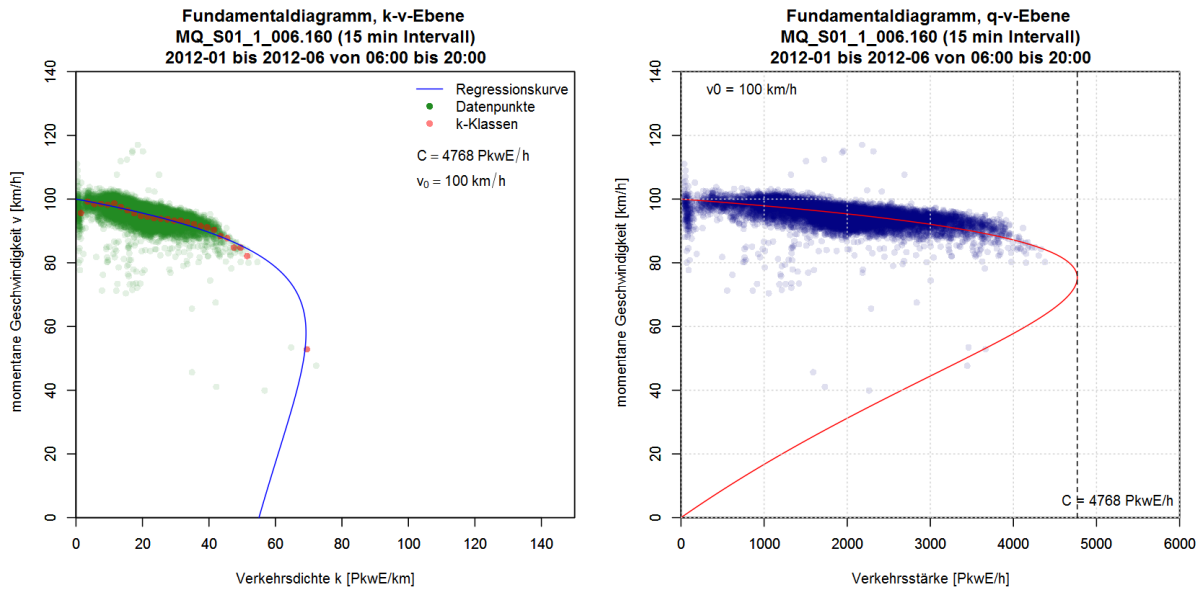 Fundamentaldiagramm, k-v-Ebene
MQ_S01_1_006.160 (15 min Intervall)
2012-01 bis 2012-06 von 06:00 bis 20:00
140
120
100
80
60
40
20
0
momentane Geschwindigkeit v [km/h]
Regressionskurve
Datenpunkte
k-Klassen
C = 4768 PkwE/h
v₀ = 100 km/h
0 20 40 60 80 100 120 140
Verkehrsdichte k [PkwE/km]
Fundamentaldiagramm, q-v-Ebene
MQ_S01_1_006.160 (15 min Intervall)
2012-01 bis 2012-06 von 06:00 bis 20:00
140
120
100
80
60
40
20
0
momentane Geschwindigkeit [km/h]
v0 = 100 km/h
C = 4768 PkwE/h
0 1000 2000 3000 4000 5000 6000
Verkehrsstärke [PkwE/h]